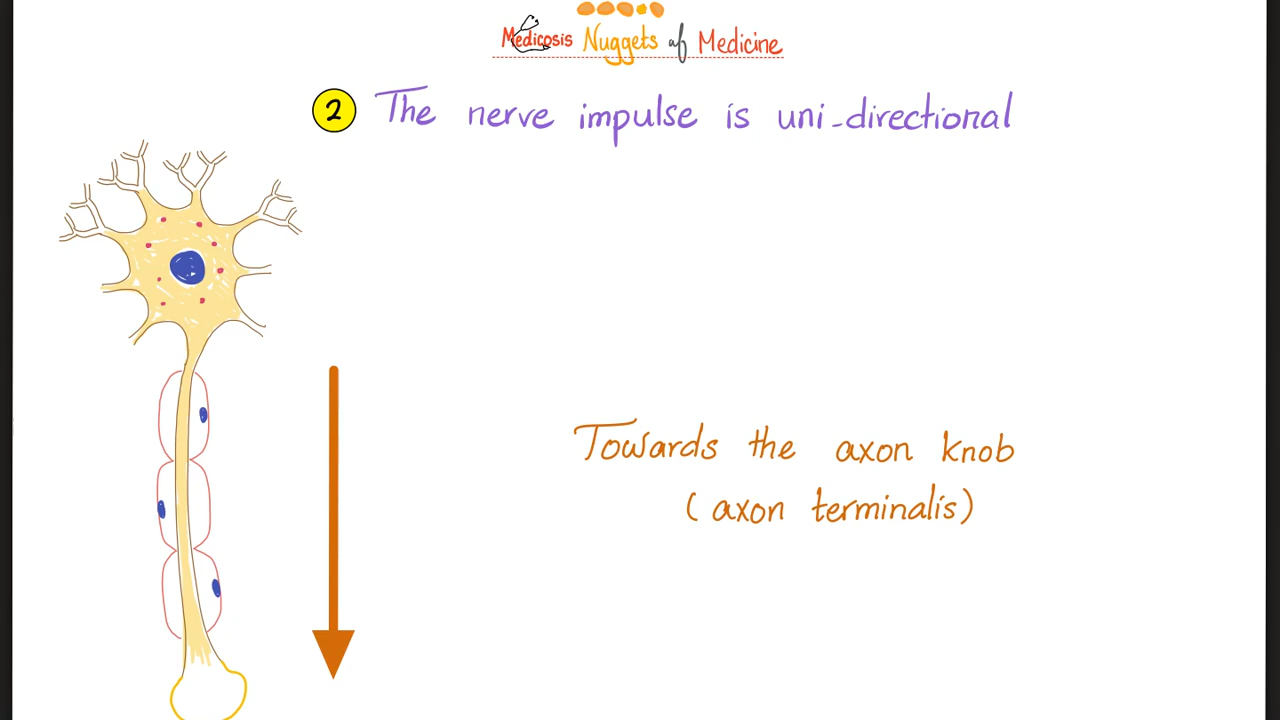 Medicosis Nuggets of Medicine
2 The nerve impulse is uni-directional
Towards the axon knob
(axon terminalis)